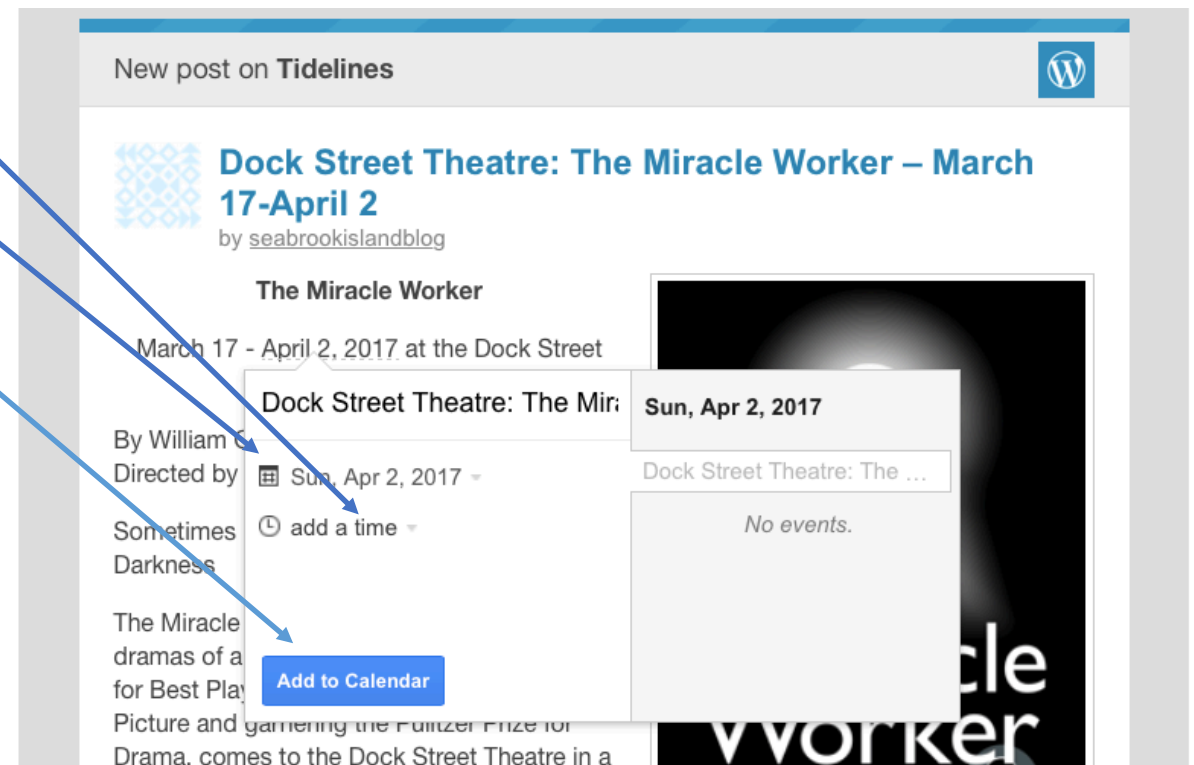 New post on Tidelines
Dock Street Theatre: The Miracle Worker – March
17-April 2
by seabrookislandblog
The Miracle Worker
March 17 - April 2, 2017 at the Dock Street
Dock Street Theatre: The
Sun, Apr 2, 2017
By William
Directed by
Sun, Apr 2, 2017
Dock Street Theatre: The ...
Sometimes
add a time
No events.
Darkness
The Miracle
dramas of a
for Best
Add to Calendar
Picture and garnering the Pulitzer Prize for
Drama, comes to the Dock Street Theatre in a
cle
Worker